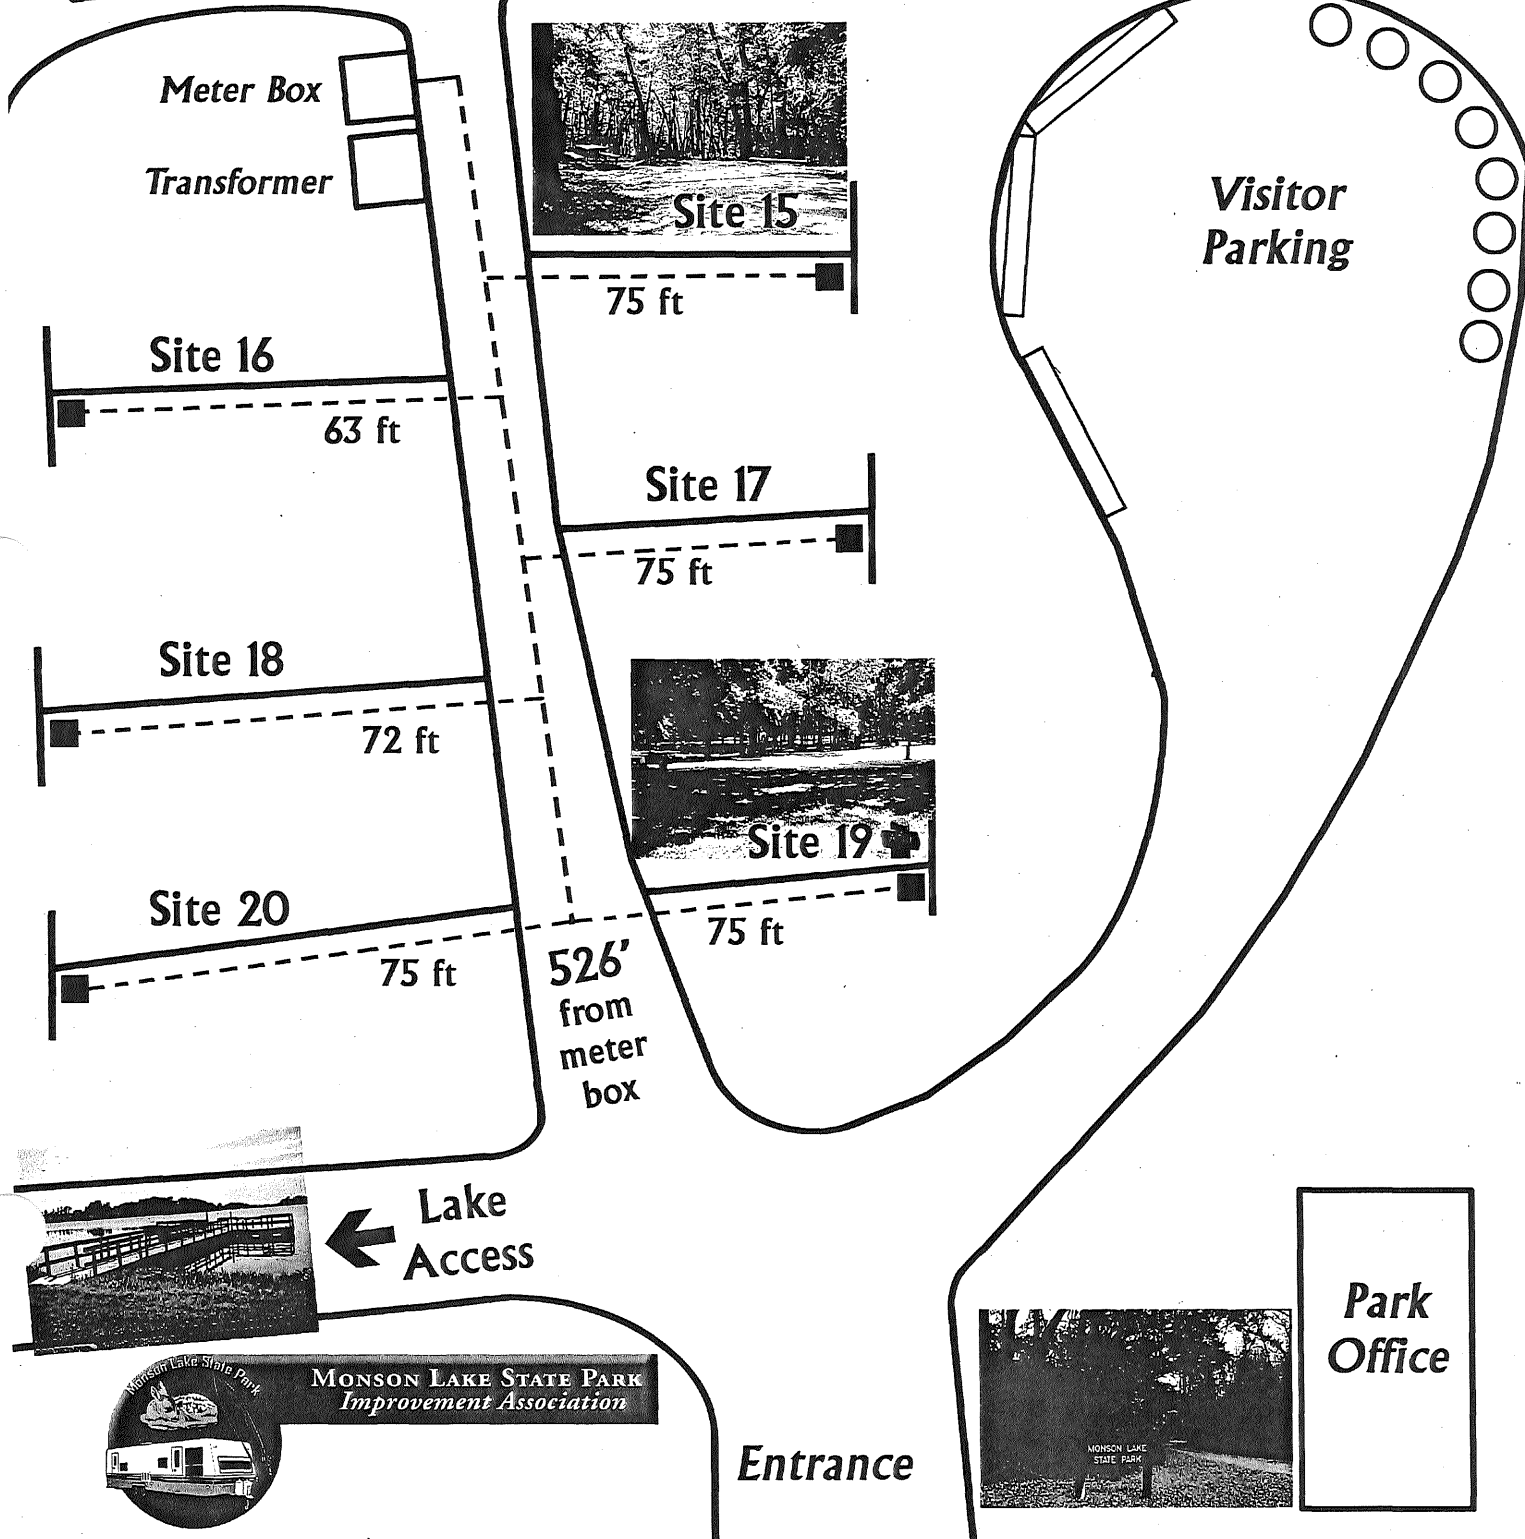 Meter Box
Transformer
Site 15
75 ft
Visitor
Parking
Site 16
63 ft
Site 17
75 ft
Site 18
72 ft
Site 19
75 ft
Site 20
75 ft
526'
from
meter
box
Lake
Access
Park
Office
Monson Lake State Park
MONSON LAKE STATE PARK
Improvement Association
Entrance
MONSON LAKE
STATE PARK